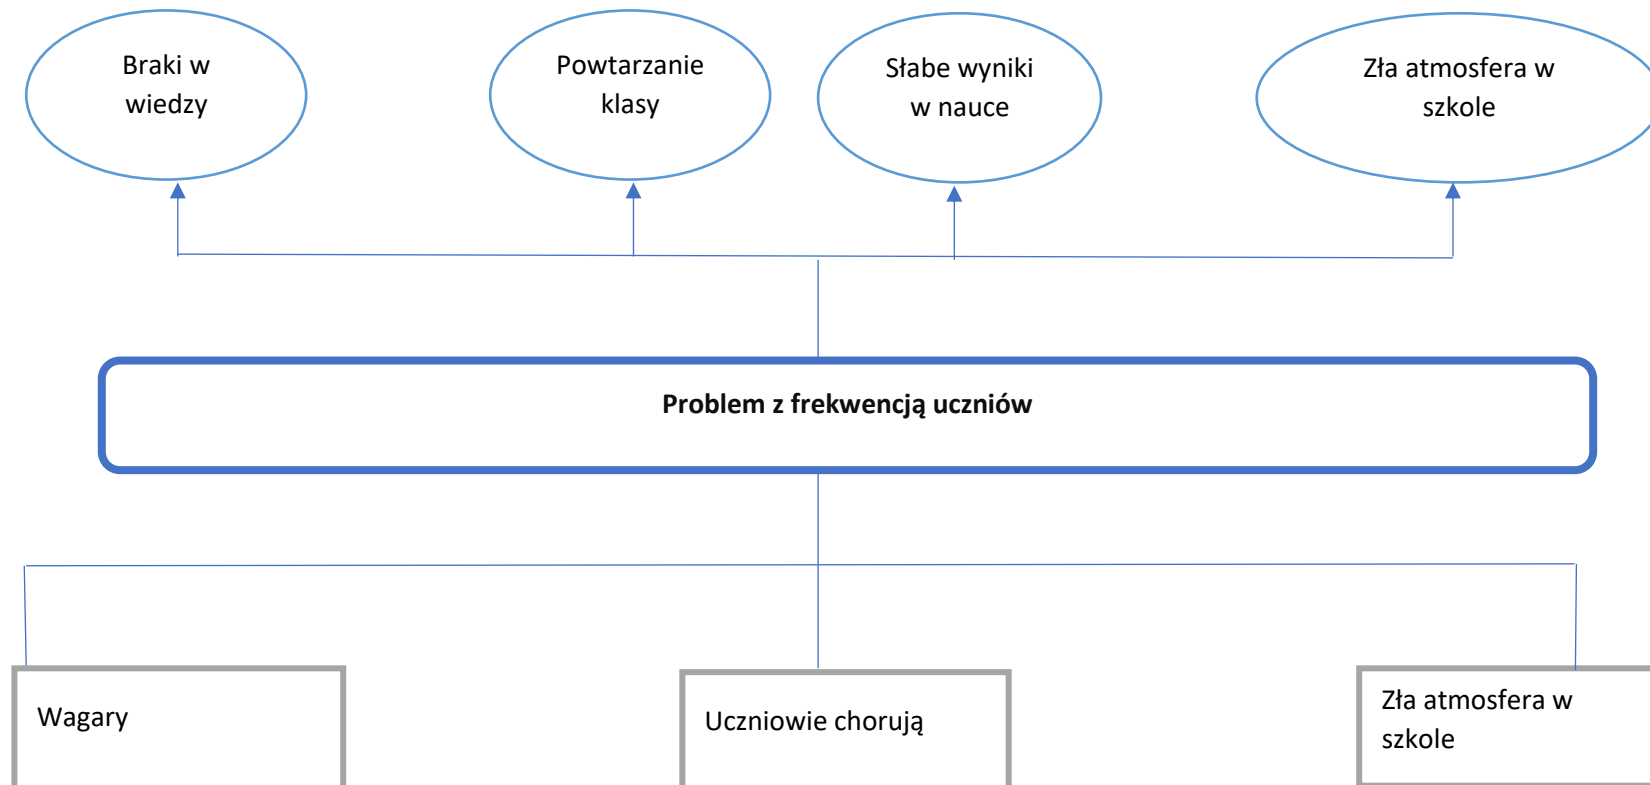 Braki w
wiedzy
Powtarzanie
klasy
Słabe wyniki
w nauce
Zła atmosfera w
szkole
Problem z frekwencją uczniów
Wagary
Uczniowie chorują
Zła atmosfera w
szkole